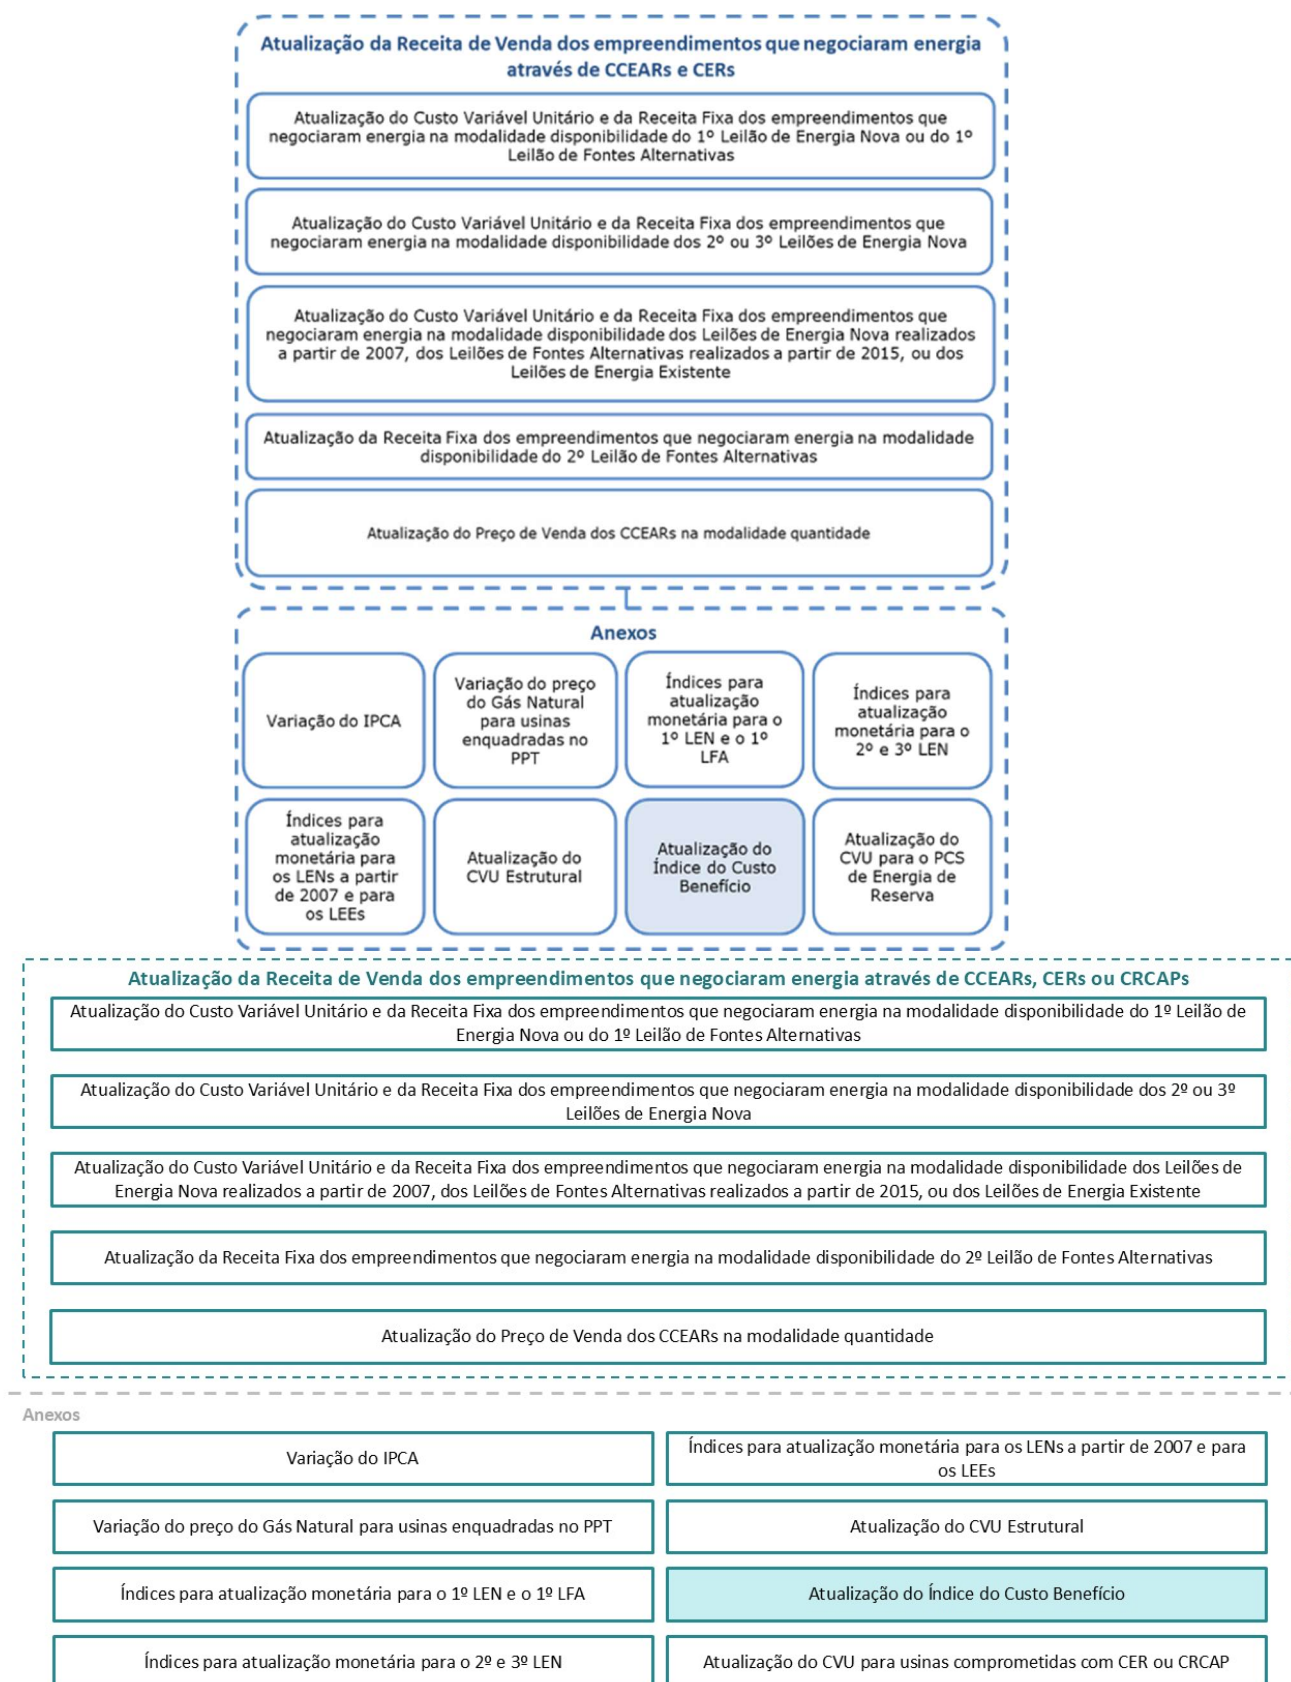 Atualização da Receita de Venda dos empreendimentos que negociaram energia
através de CCEARs e CERs
Atualização do Custo Variável Unitário e da Receita Fixa dos empreendimentos que
negociaram energia na modalidade disponibilidade do 1º Leilão de Energia Nova ou do 1º
Leilão de Fontes Alternativas
Atualização do Custo Variável Unitário e da Receita Fixa dos empreendimentos que
negociaram energia na modalidade disponibilidade dos 2º ou 3º Leilões de Energia Nova
Atualização do Custo Variável Unitário e da Receita Fixa dos empreendimentos que
negociaram energia na modalidade disponibilidade dos Leilões de Energia Nova realizados
a partir de 2007, dos Leilões de Fontes Alternativas realizados a partir de 2015, ou dos
Leilões de Energia Existente
Atualização da Receita Fixa dos empreendimentos que negociaram energia na modalidade
disponibilidade do 2º Leilão de Fontes Alternativas
Atualização do Preço de Venda dos CCEARs na modalidade quantidade
Anexos
Variação do IPCA
Variação do preço
do Gás Natural
para usinas
enquadradas no
PPT
Índices para
atualização
monetária para o
1º LEN e o 1º
LFA
Índices para
atualização
monetária para o
2º e 3º LEN
Índices para
atualização
monetária para
os LENs a partir
de 2007 e para
os LEEs
Atualização do
CVU Estrutural
Atualização do
Índice do Custo
Benefício
Atualização do
CVU para o PCS
de Energia de
Reserva
Atualização da Receita de Venda dos empreendimentos que negociaram energia através de CCEARs, CERs ou CRCAPs
Atualização do Custo Variável Unitário e da Receita Fixa dos empreendimentos que negociaram energia na modalidade disponibilidade do 1º Leilão de
Energia Nova ou do 1º Leilão de Fontes Alternativas
Atualização do Custo Variável Unitário e da Receita Fixa dos empreendimentos que negociaram energia na modalidade disponibilidade dos 2º ou 3º
Leilões de Energia Nova
Atualização do Custo Variável Unitário e da Receita Fixa dos empreendimentos que negociaram energia na modalidade disponibilidade dos Leilões de
Energia Nova realizados a partir de 2007, dos Leilões de Fontes Alternativas realizados a partir de 2015, ou dos Leilões de Energia Existente
Atualização da Receita Fixa dos empreendimentos que negociaram energia na modalidade disponibilidade do 2º Leilão de Fontes Alternativas
Atualização do Preço de Venda dos CCEARs na modalidade quantidade
Anexos
Variação do IPCA
Índices para atualização monetária para os LENs a partir de 2007 e para
os LEEs
Variação do preço do Gás Natural para usinas enquadradas no PPT
Atualização do CVU Estrutural
Índices para atualização monetária para o 1º LEN e o 1º LFA
Atualização do Índice do Custo Benefício
Índices para atualização monetária para o 2º e 3º LEN
Atualização do CVU para usinas comprometidas com CER ou CRCAP